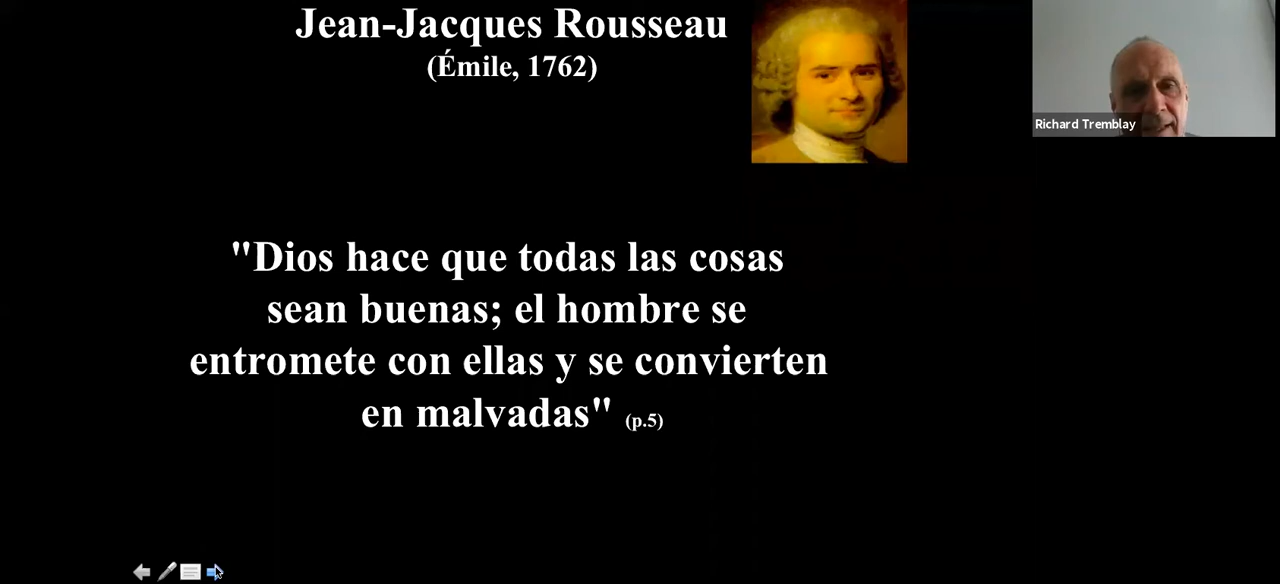 Jean-Jacques Rousseau
(Émile, 1762)
Richard Tremblay
"Dios hace que todas las cosas
sean buenas; el hombre se
entromete con ellas y se convierten
en malvadas" (p.5)